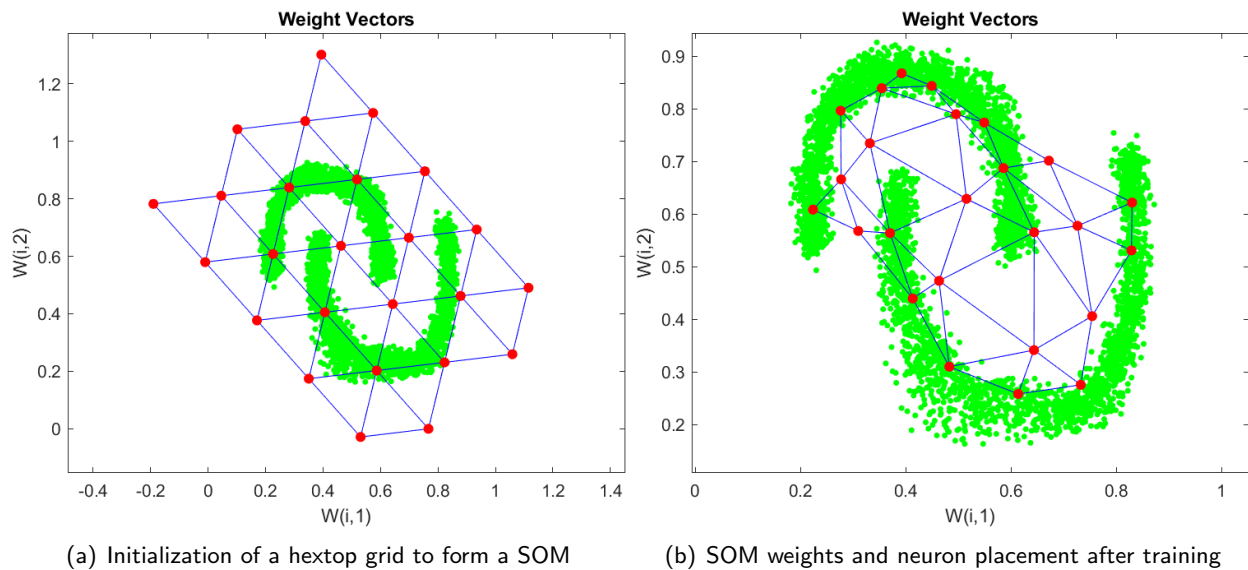 Weight Vectors
1.2
1
0.8
0.6
0.4
0.2
0
W(i,2)
-0.4 -0.2 0 0.2 0.4 0.6 0.8 1 1.2 1.4
W(i,1)
(a) Initialization of a hextop grid to form a SOM
Weight Vectors
0.9
0.8
0.7
0.6
0.5
0.4
0.3
0.2
W(i,2)
0.2 0.4 0.6 0.8 1
W(i,1)
(b) SOM weights and neuron placement after training